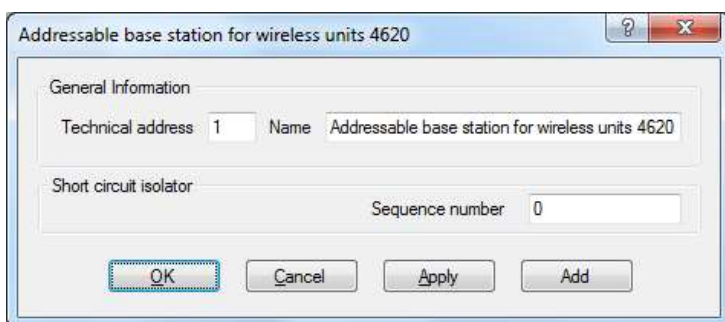 Addressable base station for wireless units 4620
General Information
Technical address 1 Name Addressable base station for wireless units 4620
Short circuit isolator
Sequence number 0
OK Cancel Apply Add